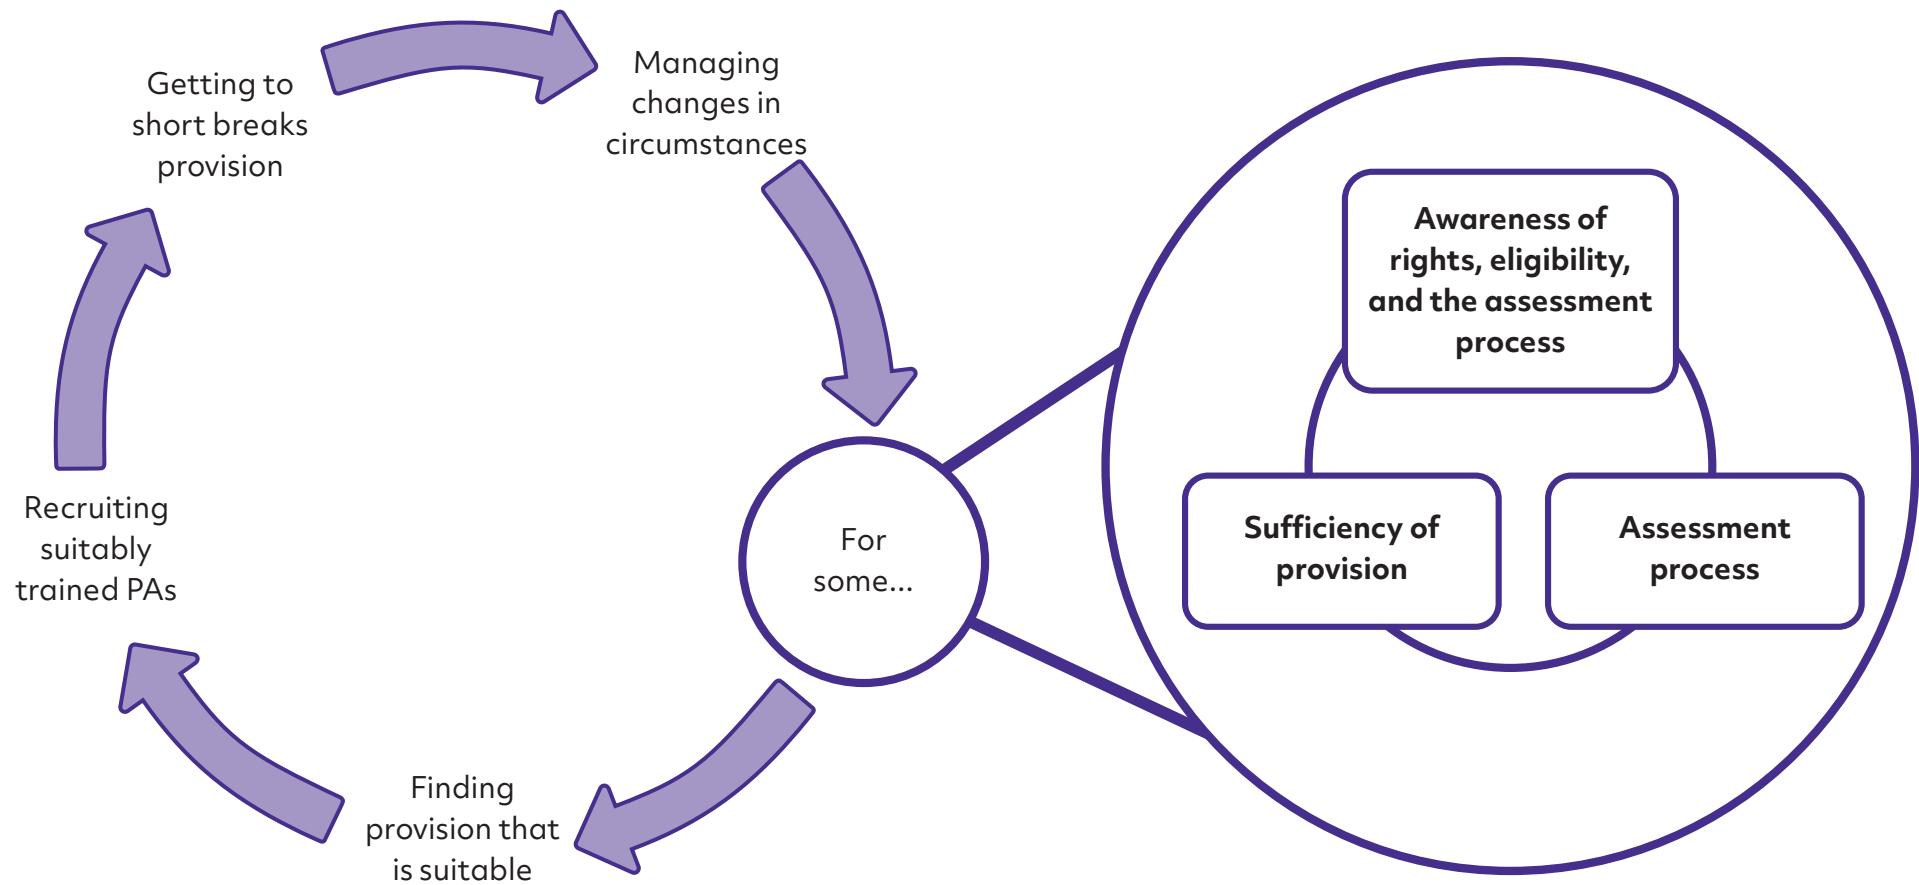 Getting to
short breaks
provision
Managing
changes in
circumstances
For
some...
Finding
provision that
is suitable
Recruiting
suitably
trained PAs
Awareness of
rights, eligibility,
and the assessment
process
Sufficiency of
provision
Assessment
process